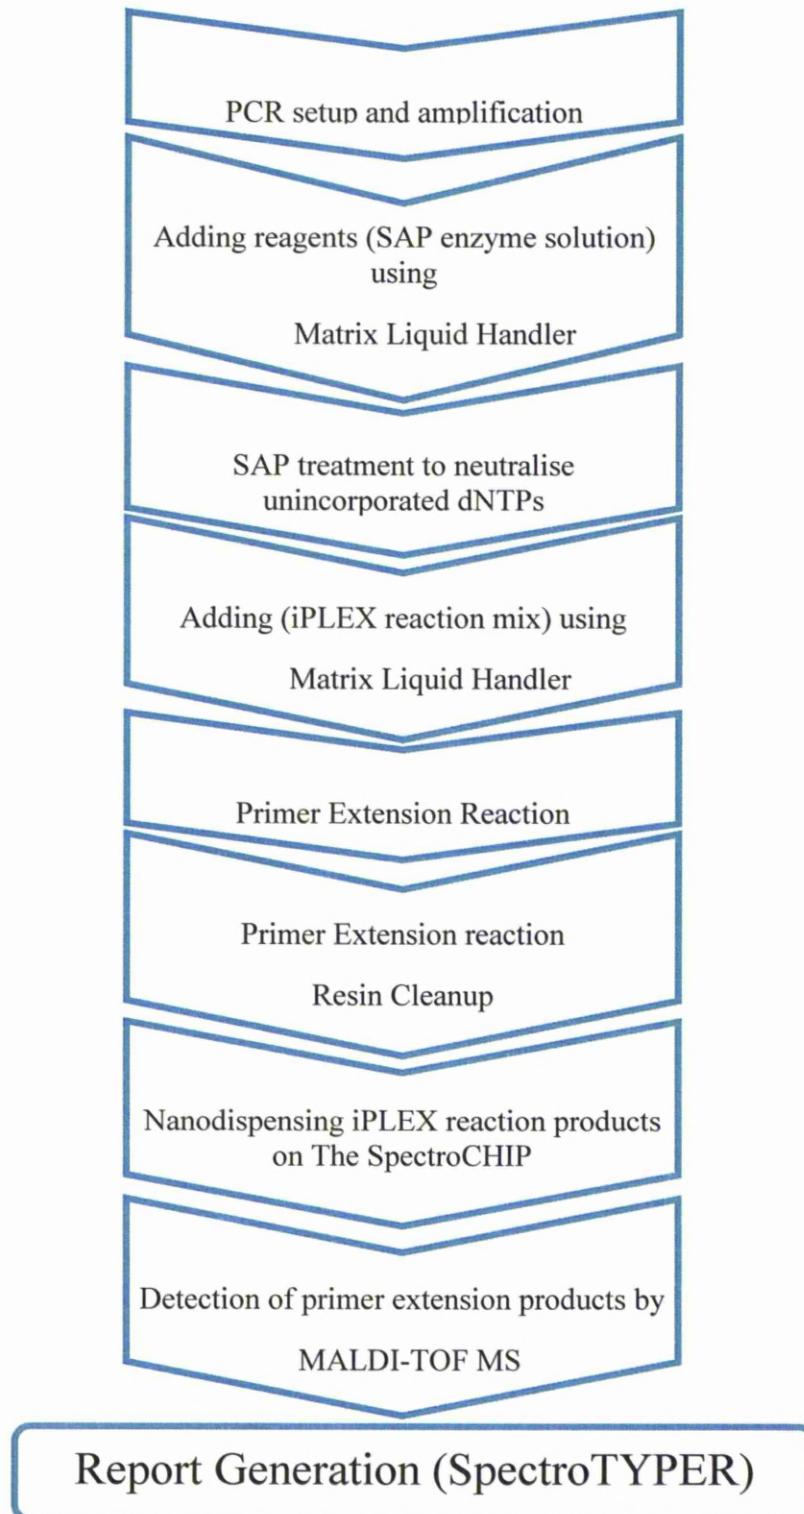 PCR setup and amplification
Adding reagents (SAP enzyme solution)
using
Matrix Liquid Handler
SAP treatment to neutralise
unincorporated dNTPs
Adding (iPLEX reaction mix) using
Matrix Liquid Handler
Primer Extension Reaction
Primer Extension reaction
Resin Cleanup
Nanodispensing iPLEX reaction products
on The SpectroCHIP
Detection of primer extension products by
MALDI-TOF MS
Report Generation (SpectroTYPER)